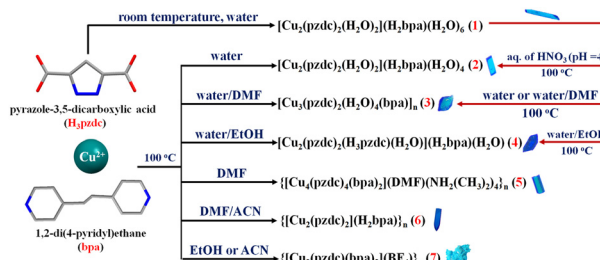 room temperature, water
[Cu2(pzdc)2(H2O)2](H2bpa)(H2O)6 (1)
water
[Cu2(pzdc)2(H2O)2](H2bpa)(H2O)4 (2)
aq. of HNO3 (pH =
100 °C
pyrazole-3,5-dicarboxylic acid
(H3pzdc)
water/DMF
[Cu3(pzdc)2(H2O)4(bpa)]n (3)
water or water/DMF
100 °C
Cu2+
100 °C
water/EtOH
[Cu2(pzdc)2(H3pzdc)(H2O)](H2bpa)(H2O) (4)
water/EtOH
100 °C
DMF
{[Cu4(pzdc)4(bpa)2](DMF)(NH2(CH3)2)4}n (5)
DMF/ACN
{[Cu2(pzdc)2](H2bpa)}n (6)
1,2-di(4-pyridyl)ethane
(bpa)
EtOH or ACN
(7)